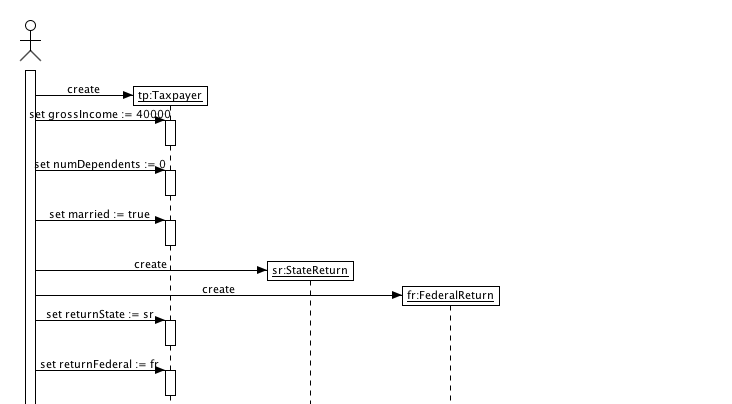 create
tp:Taxpayer
set grossIncome := 40000
set numDependents := 0
set married := true
create
sr:StateReturn
create
fr:FederalReturn
set returnState := sr
set returnFederal := fr